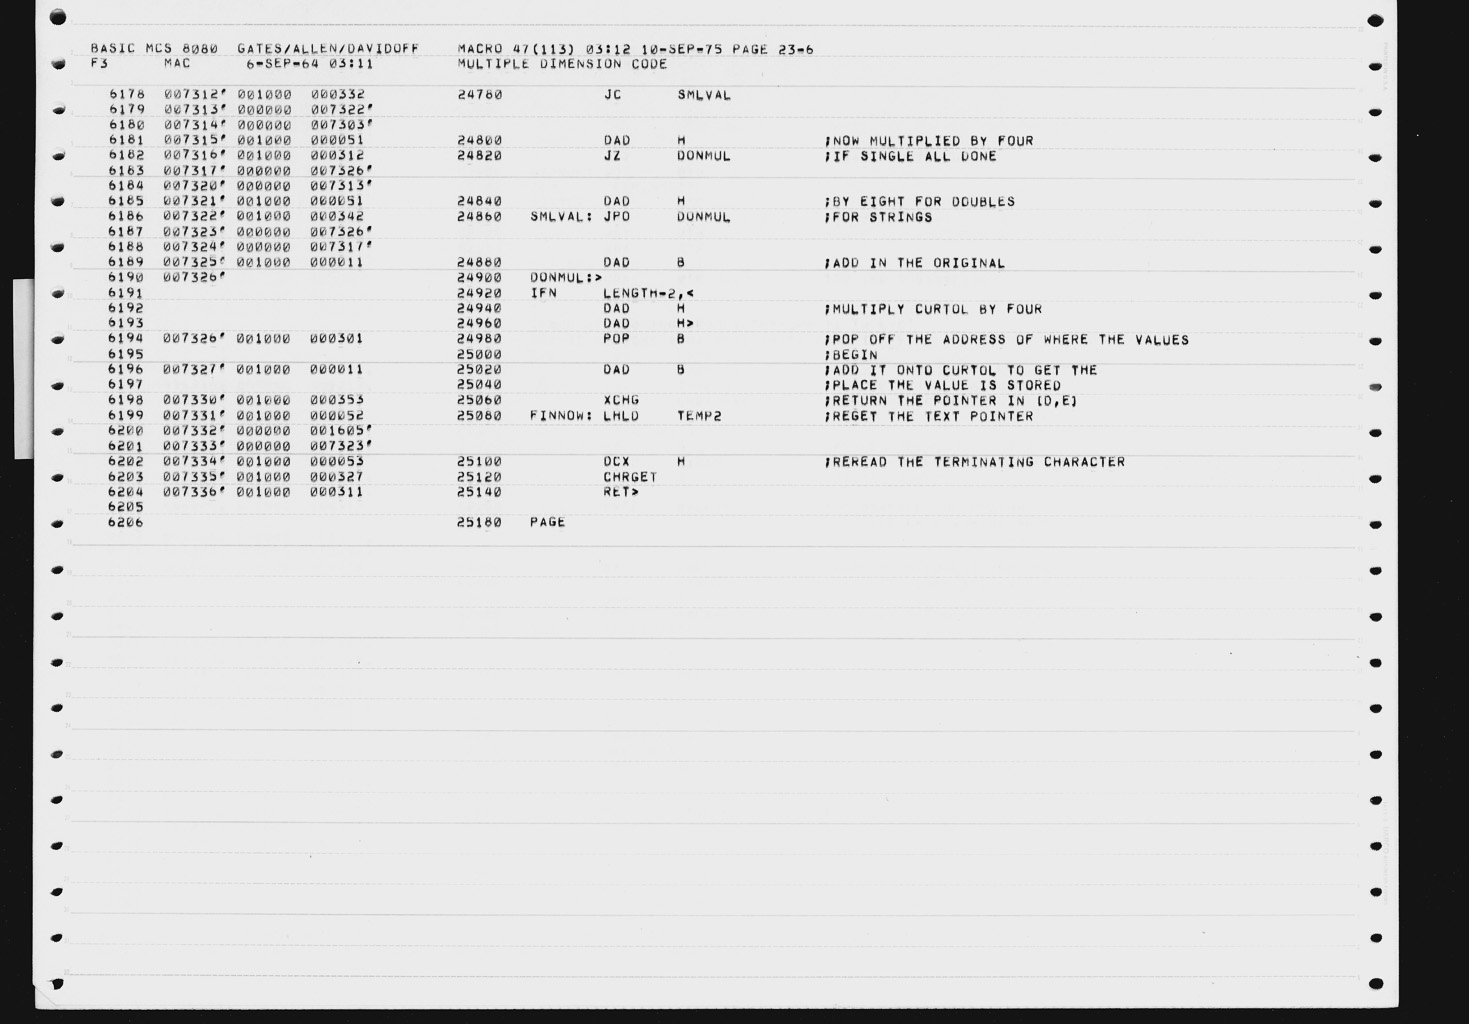 BASIC MCS 8080  GATES/ALLEN/DAVIDOFF    MACRO 47(113) 03:12 10-SEP-75 PAGE 23-6
F3      MAC      6-SEP-64 03:11         MULTIPLE DIMENSION CODE
6178  007312' 001000  000332          24780           JC      SMLVAL
6179  007313' 000000  007322'
6180  007314' 000000  007303'
6181  007315' 001000  000051          24800           DAD     H               ;NOW MULTIPLIED BY FOUR
6182  007316' 001000  000312          24820           JZ      DONMUL          ;IF SINGLE ALL DONE
6183  007317' 000000  007326'
6184  007320' 000000  007313'
6185  007321' 001000  000051          24840           DAD     H               ;BY EIGHT FOR DOUBLES
6186  007322' 001000  000342          24860   SMLVAL: JPO     DONMUL          ;FOR STRINGS
6187  007323' 000000  007326'
6188  007324' 000000  007317'
6189  007325' 001000  000011          24880           DAD     B               ;ADD IN THE ORIGINAL
6190  007326'                         24900   DONMUL:>
6191                                  24920   IFN     LENGTH-2,<
6192                                  24940           DAD     H               ;MULTIPLY CURTOL BY FOUR
6193                                  24960           DAD     H>
6194  007326' 001000  000301          24980           POP     B               ;POP OFF THE ADDRESS OF WHERE THE VALUES
6195                                  25000                                   ;BEGIN
6196  007327' 001000  000011          25020           DAD     B               ;ADD IT ONTO CURTOL TO GET THE
6197                                  25040                                   ;PLACE THE VALUE IS STORED
6198  007330' 001000  000353          25060           XCHG                    ;RETURN THE POINTER IN [D,E]
6199  007331' 001000  000052          25080   FINNOW: LHLD    TEMP2           ;REGET THE TEXT POINTER
6200  007332' 000000  001605'
6201  007333' 000000  007323'
6202  007334' 001000  000053          25100           DCX     H               ;REREAD THE TERMINATING CHARACTER
6203  007335' 001000  000327          25120           CHRGET
6204  007336' 001000  000311          25140           RET>
6205
6206                                  25180   PAGE